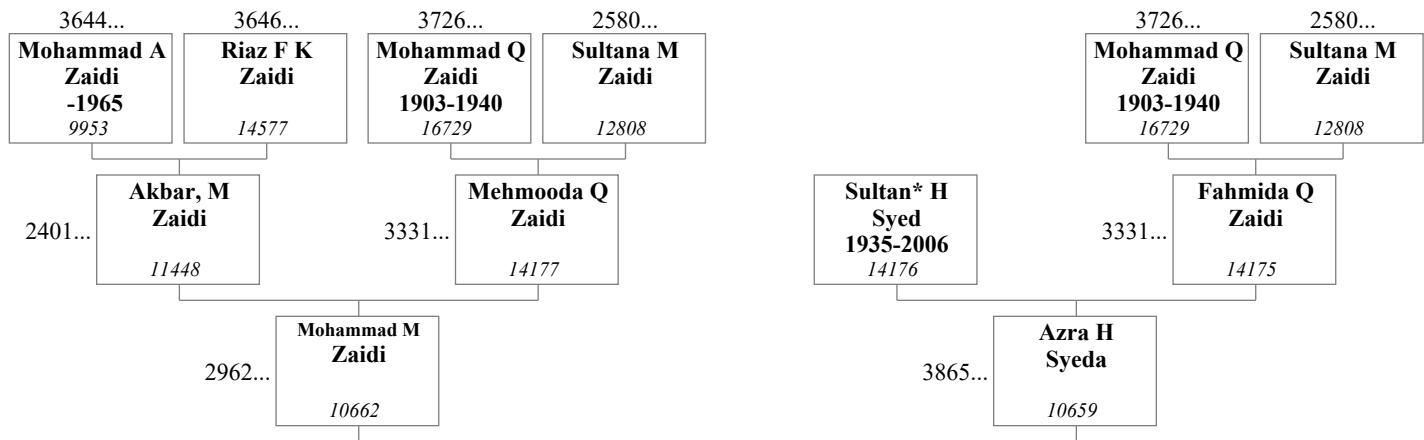 3644...
3646...
3726...
2580...
3726...
2580...
Mohammad A
Zaidi
-1965
9953
Riaz F K
Zaidi
14577
Mohammad Q
Zaidi
1903-1940
16729
Sultana M
Zaidi
12808
Mohammad Q
Zaidi
1903-1940
16729
Sultana M
Zaidi
12808
2401...
Akbar, M
Zaidi
11448
3331...
Mehmooda Q
Zaidi
14177
Sultan* H
Syed
1935-2006
14176
3331...
Fahmida Q
Zaidi
14175
2962...
Mohammad M
Zaidi
10662
3865...
Azra H
Syeda
10659